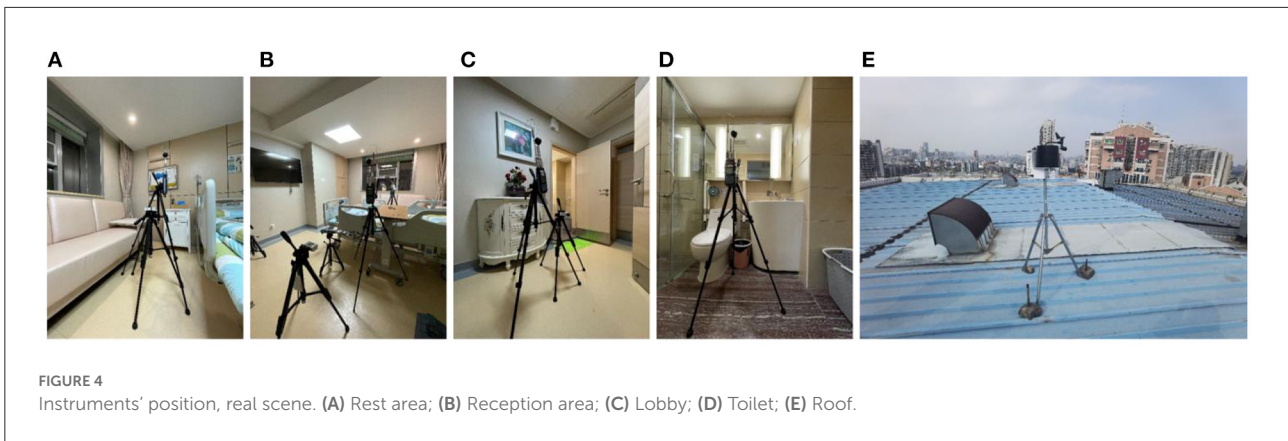 A B C D E
FIGURE 4
Instruments’ position, real scene. (A) Rest area; (B) Reception area; (C) Lobby; (D) Toilet; (E) Roof.